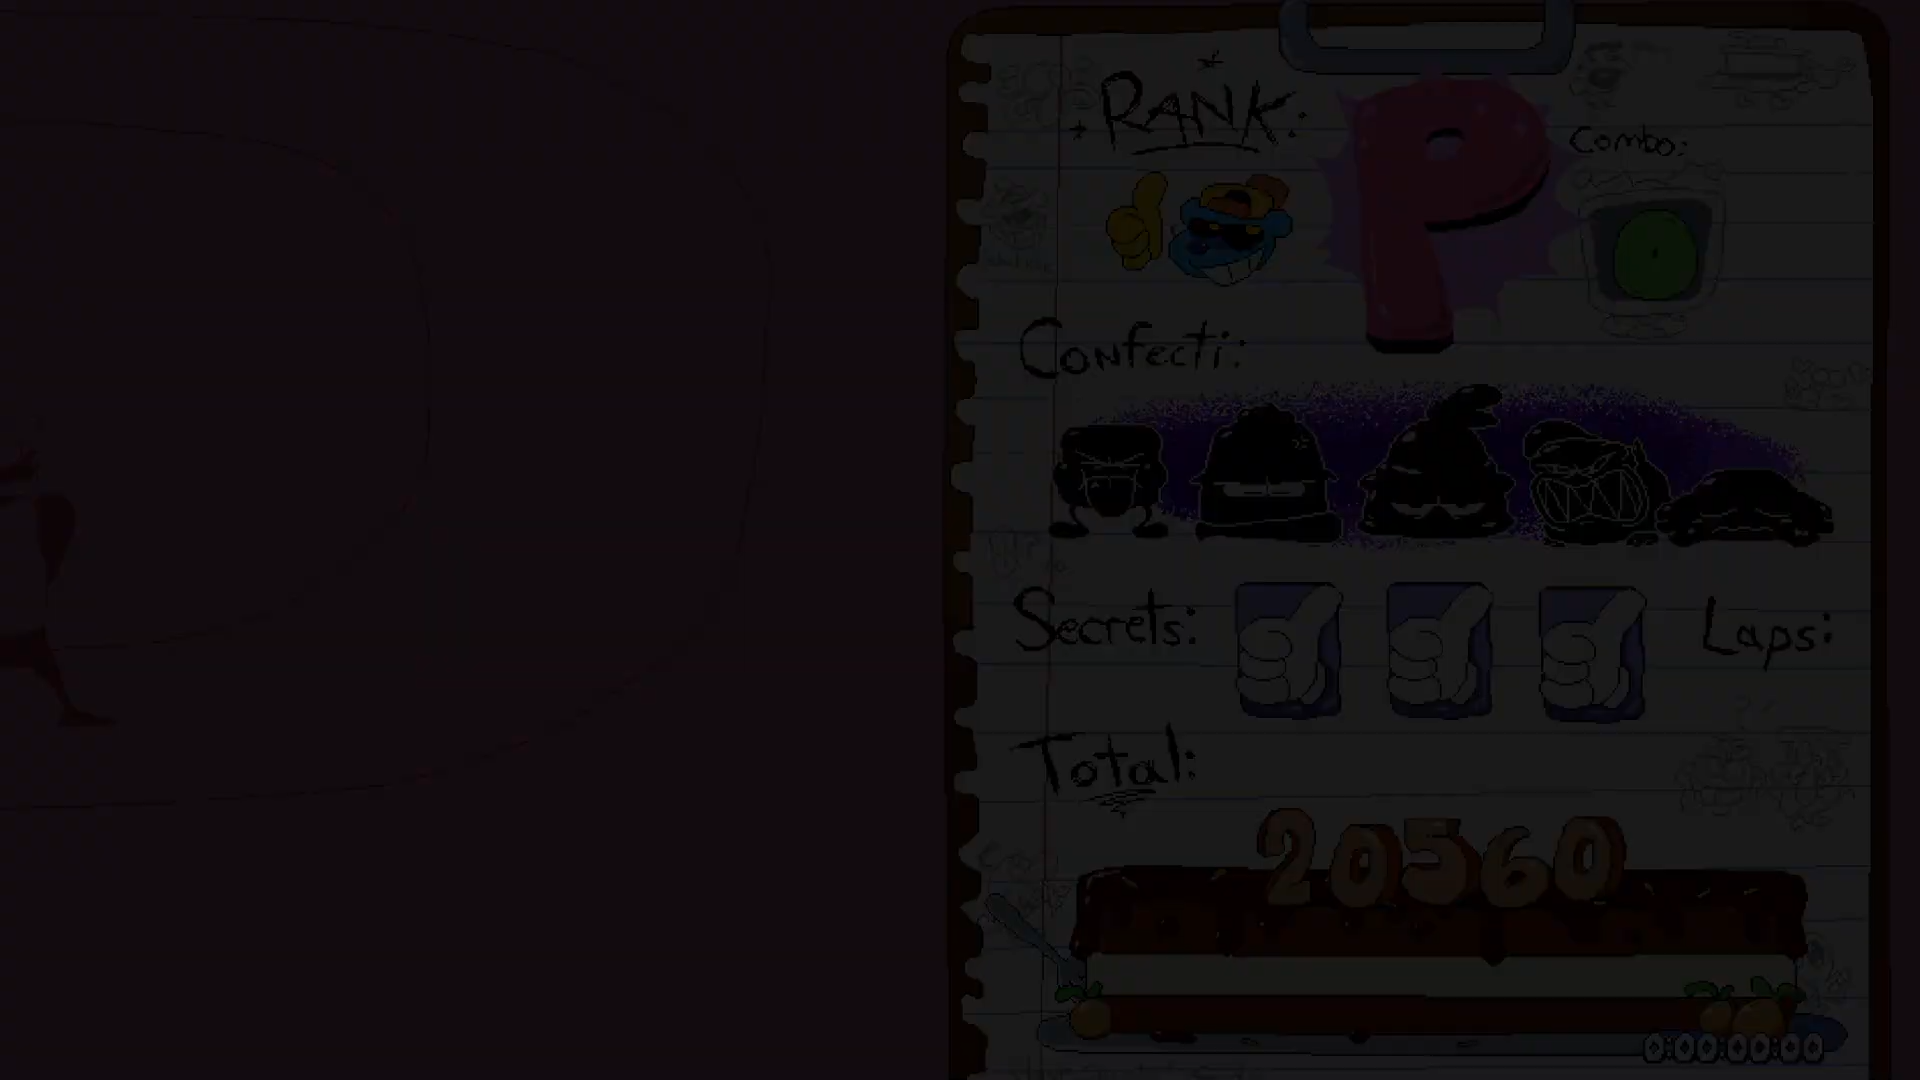 RANK:
P
Combo:
Confecti:
Secrets:
Laps:
Total:
20560
0:00:00:00